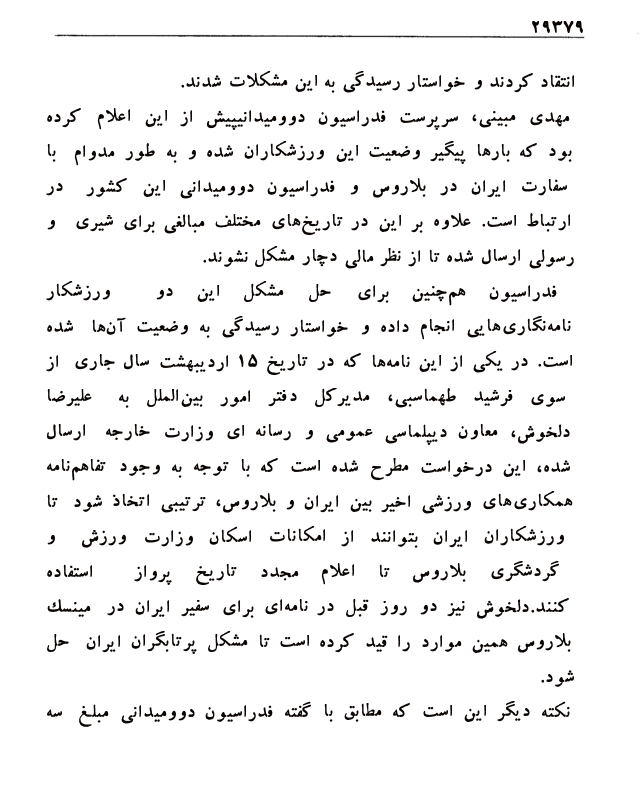 ۲۹۳۷۹
انتقاد کردند و خواستار رسیدگی به این مشکلات شدند.
مهدی مبینی، سرپرست فدراسیون دوومیدانیپیش از این اعلام کرده
بود که بارها پیگیر وضعیت این ورزشکاران شده و به طور مدوام با
سفارت ایران در بلاروس و فدراسیون دوومیدانی این کشور در
ارتباط است. علاوه بر این در تاریخ‌های مختلف مبالغی برای شیری و
رسولی ارسال شده تا از نظر مالی دچار مشکل نشوند.
فدراسیون هم‌چنین برای حل مشکل این دو ورزشکار
نامه‌نگاری‌هایی انجام داده و خواستار رسیدگی به وضعیت آن‌ها شده
است. در یکی از این نامه‌ها که در تاریخ ۱۵ اردیبهشت سال جاری از
سوی فرشید طهماسبی، مدیرکل دفتر امور بین‌الملل به علیرضا
دلخوش، معاون دیپلماسی عمومی و رسانه ای وزارت خارجه ارسال
شده، این درخواست مطرح شده است که با توجه به وجود تفاهم‌نامه
همکاری‌های ورزشی اخیر بین ایران و بلاروس، ترتیبی اتخاذ شود تا
ورزشکاران ایران بتوانند از امکانات اسکان وزارت ورزش و
گردشگری بلاروس تا اعلام مجدد تاریخ پرواز استفاده
کنند.دلخوش نیز دو روز قبل در نامه‌ای برای سفیر ایران در مینسك
بلاروس همین موارد را قید کرده است تا مشکل پرتابگران ایران حل
شود.
نکته دیگر این است که مطابق با گفته فدراسیون دوومیدانی مبلغ سه